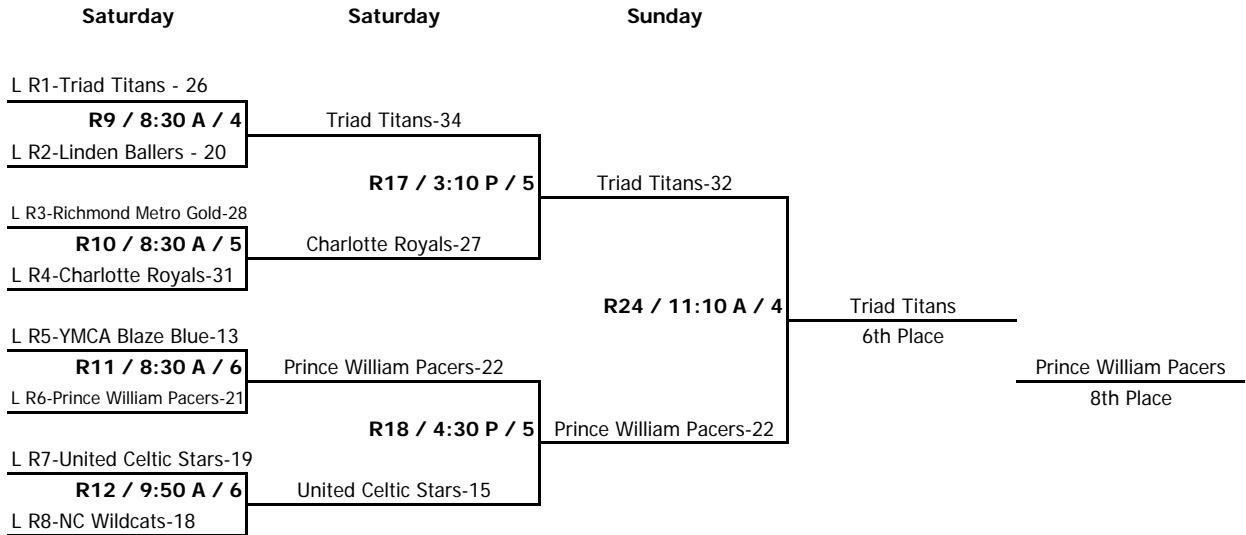 Saturday Saturday Sunday
L R1-Triad Titans - 26
R9 / 8:30 A / 4 Triad Titans-34
L R2-Linden Ballers - 20
R17 / 3:10 P / 5 Triad Titans-32
L R3-Richmond Metro Gold-28
R10 / 8:30 A / 5 Charlotte Royals-27
L R4-Charlotte Royals-31
R24 / 11:10 A / 4 Triad Titans
L R5-YMCA Blaze Blue-13 6th Place
R11 / 8:30 A / 6 Prince William Pacers-22 Prince William Pacers
L R6-Prince William Pacers-21 8th Place
R18 / 4:30 P / 5 Prince William Pacers-22
L R7-United Celtic Stars-19
R12 / 9:50 A / 6 United Celtic Stars-15
L R8-NC Wildcats-18